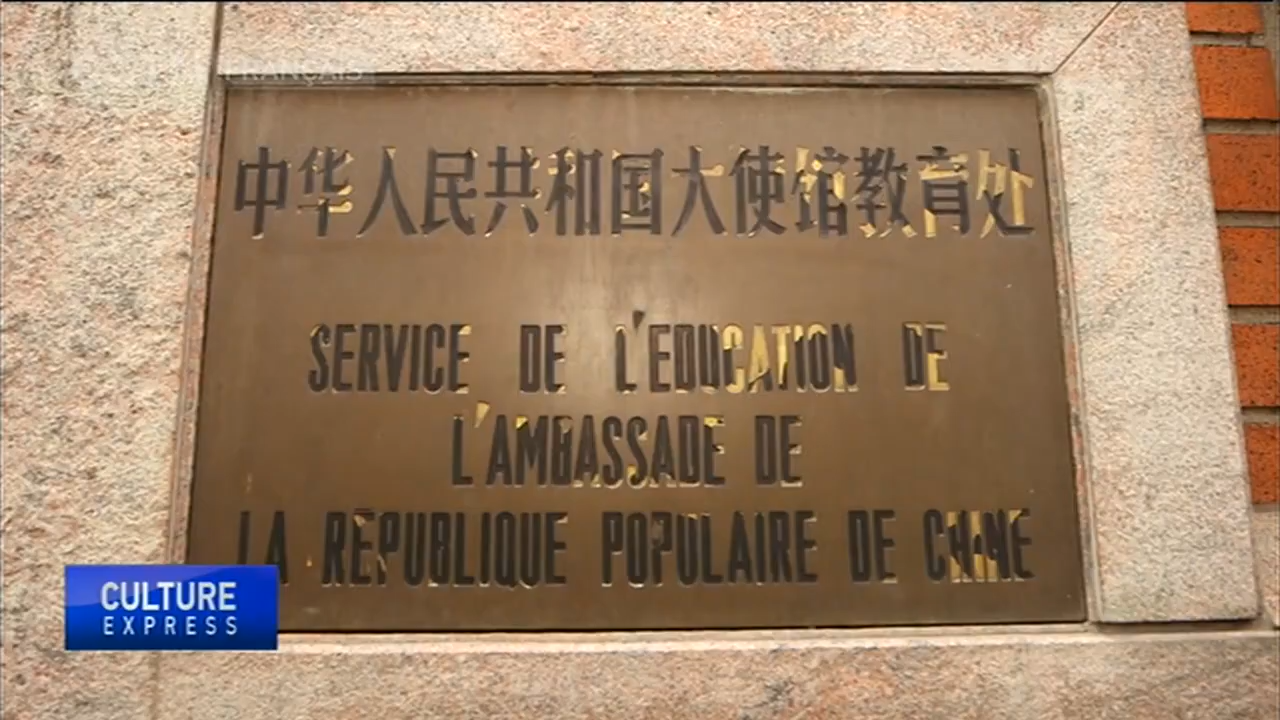 FRANÇAIS
中华人民共和国大使馆教育处
SERVICE DE L'EDUCATION DE
L'AMBASSADE DE
LA RÉPUBLIQUE POPULAIRE DE CHINE
CULTURE
EXPRESS